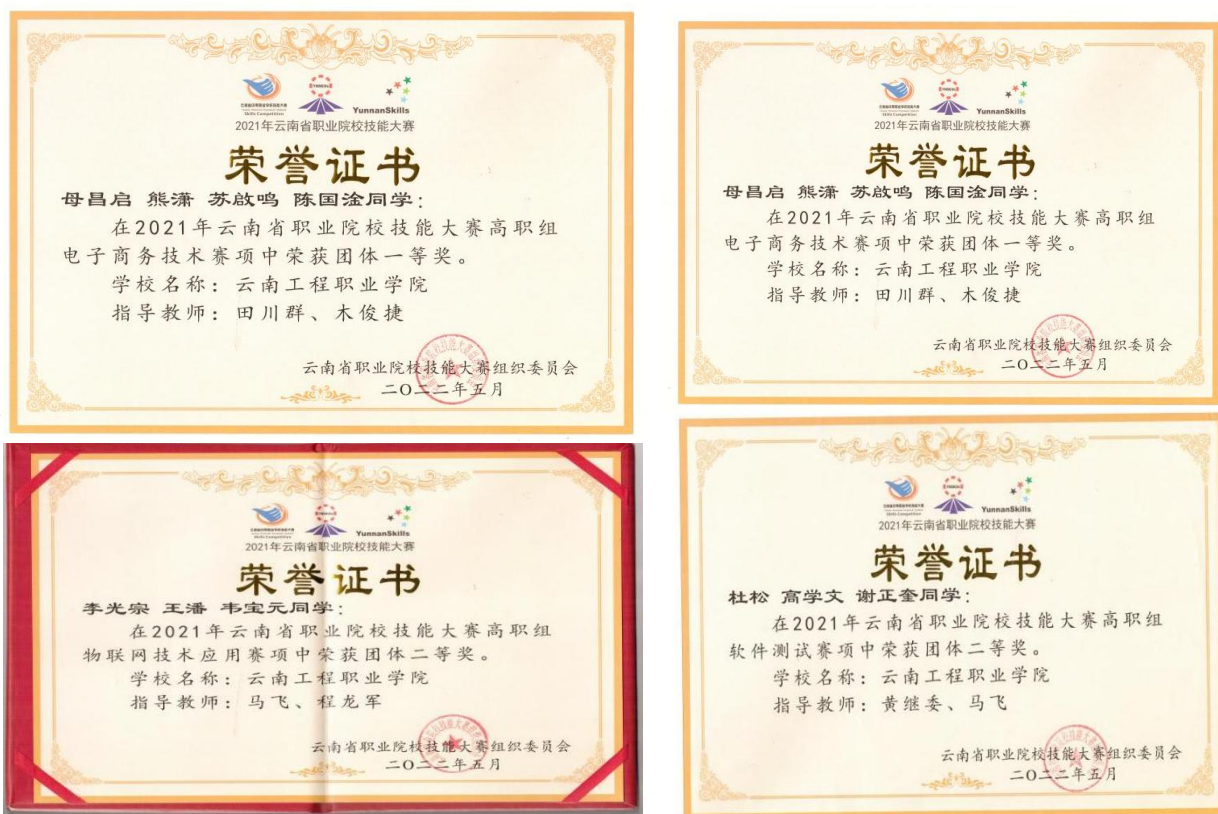 YunnanSkills
2021年云南省职业院校技能大赛
荣誉证书
母昌启 熊潇 苏啟鸣 陈国淦同学：
在2021年云南省职业院校技能大赛高职组
电子商务技术赛项中荣获团体一等奖。
学校名称：云南工程职业学院
指导教师：田川群、木俊捷
云南省职业院校技能大赛组织委员会
二〇二二年五月
YunnanSkills
2021年云南省职业院校技能大赛
荣誉证书
母昌启 熊潇 苏啟鸣 陈国淦同学：
在2021年云南省职业院校技能大赛高职组
电子商务技术赛项中荣获团体一等奖。
学校名称：云南工程职业学院
指导教师：田川群、木俊捷
云南省职业院校技能大赛组织委员会
二〇二二年五月
YunnanSkills
2021年云南省职业院校技能大赛
荣誉证书
李光宗 王潘 韦宝元同学：
在2021年云南省职业院校技能大赛高职组
物联网技术应用赛项中荣获团体二等奖。
学校名称：云南工程职业学院
指导教师：马飞、程龙军
云南省职业院校技能大赛组织委员会
二〇二二年五月
YunnanSkills
2021年云南省职业院校技能大赛
荣誉证书
杜松 高学文 谢正奎同学：
在2021年云南省职业院校技能大赛高职组
软件测试赛项中荣获团体二等奖。
学校名称：云南工程职业学院
指导教师：黄继委、马飞
云南省职业院校技能大赛组织委员会
二〇二二年五月